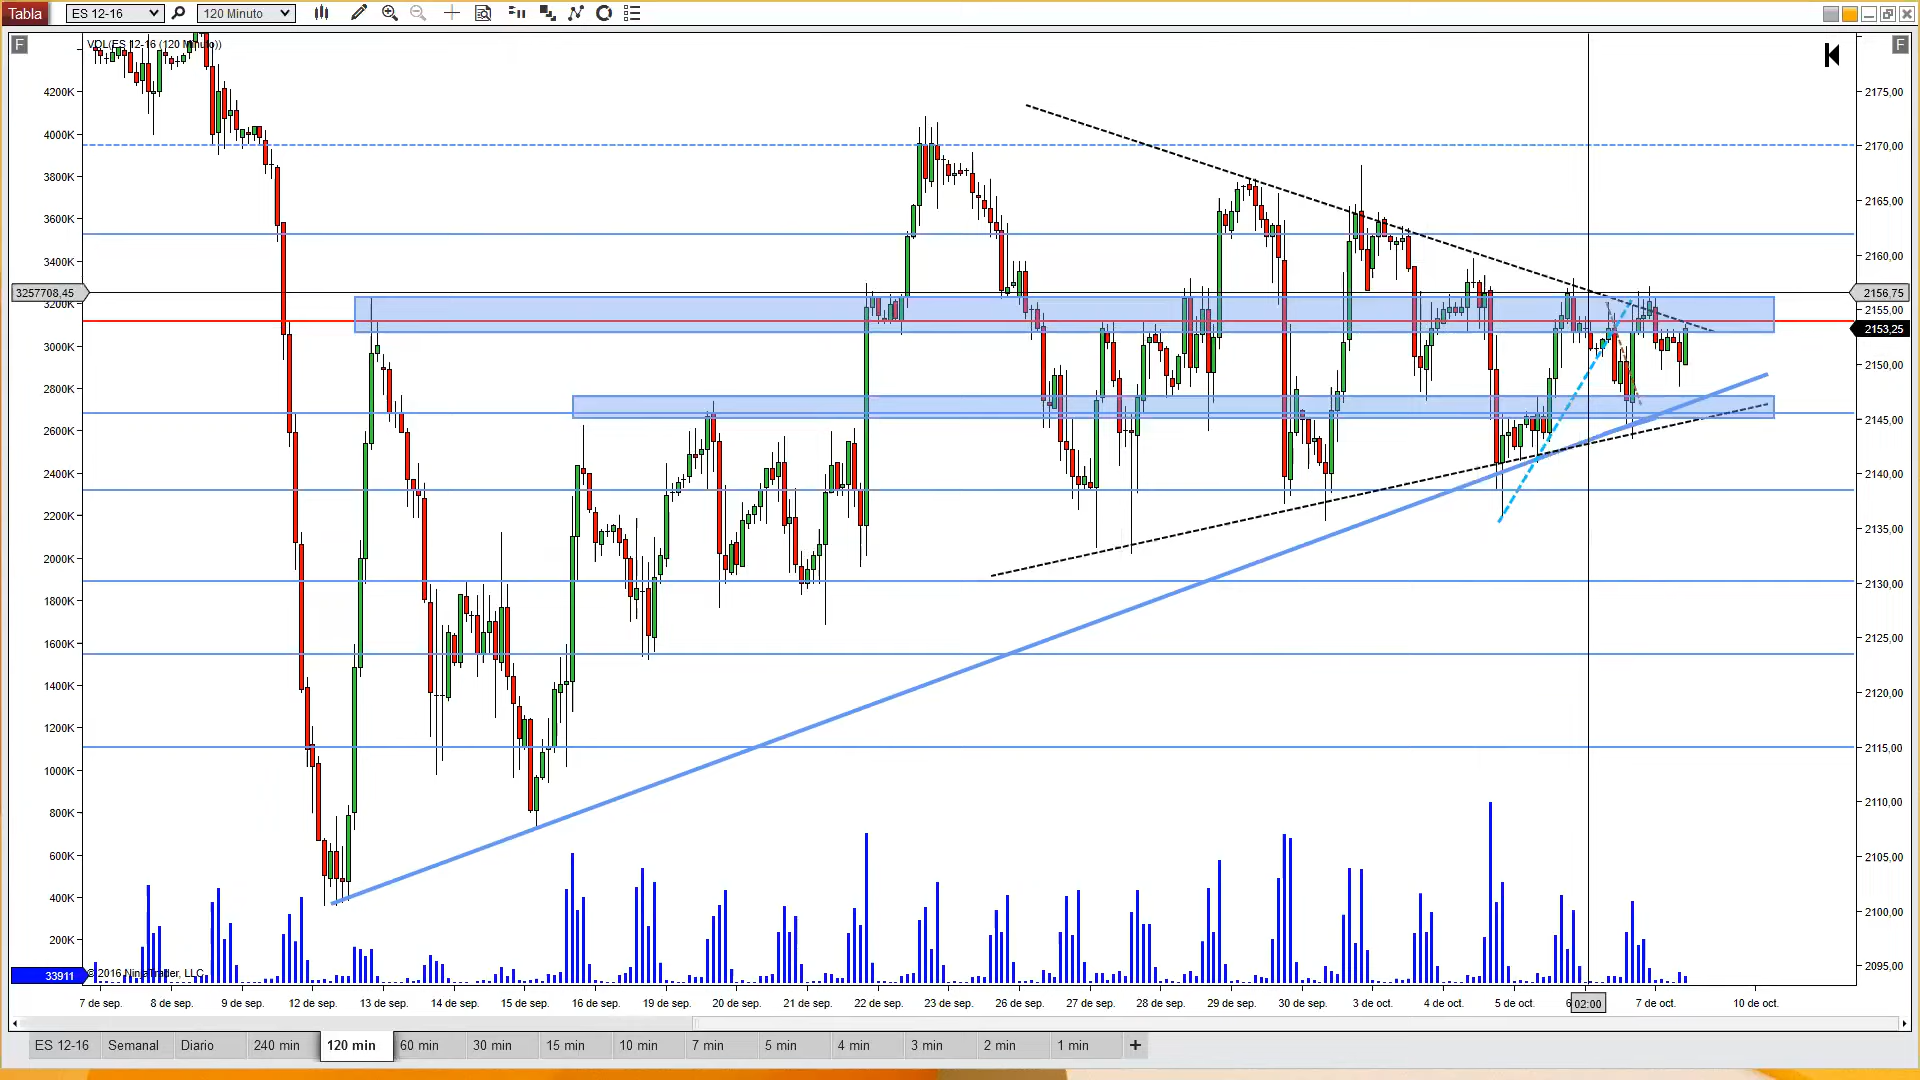 Tabla ES 12-16 120 Minuto
F VOL(ES 12-16 (120 Minuto)) F
4200K 2175,00
4000K 2170,00
3800K 2165,00
3600K
3400K 2160,00
3257708,45 2156,75
3200K 2155,00
2153,25
3000K 2150,00
2800K
2600K 2145,00
2400K 2140,00
2200K 2135,00
2000K 2130,00
1800K
1600K 2125,00
1400K 2120,00
1200K 2115,00
1000K
800K 2110,00
600K 2105,00
400K 2100,00
200K
33911 © 2016 NinjaTrader, LLC 2095,00
7 de sep. 8 de sep. 9 de sep. 12 de sep. 13 de sep. 14 de sep. 15 de sep. 16 de sep. 19 de sep. 20 de sep. 21 de sep. 22 de sep. 23 de sep. 26 de sep. 27 de sep. 28 de sep. 29 de sep. 30 de sep. 3 de oct. 4 de oct. 5 de oct. 6 02:00 7 de oct. 10 de oct.
ES 12-16 Semanal Diario 240 min 120 min 60 min 30 min 15 min 10 min 7 min 5 min 4 min 3 min 2 min 1 min +